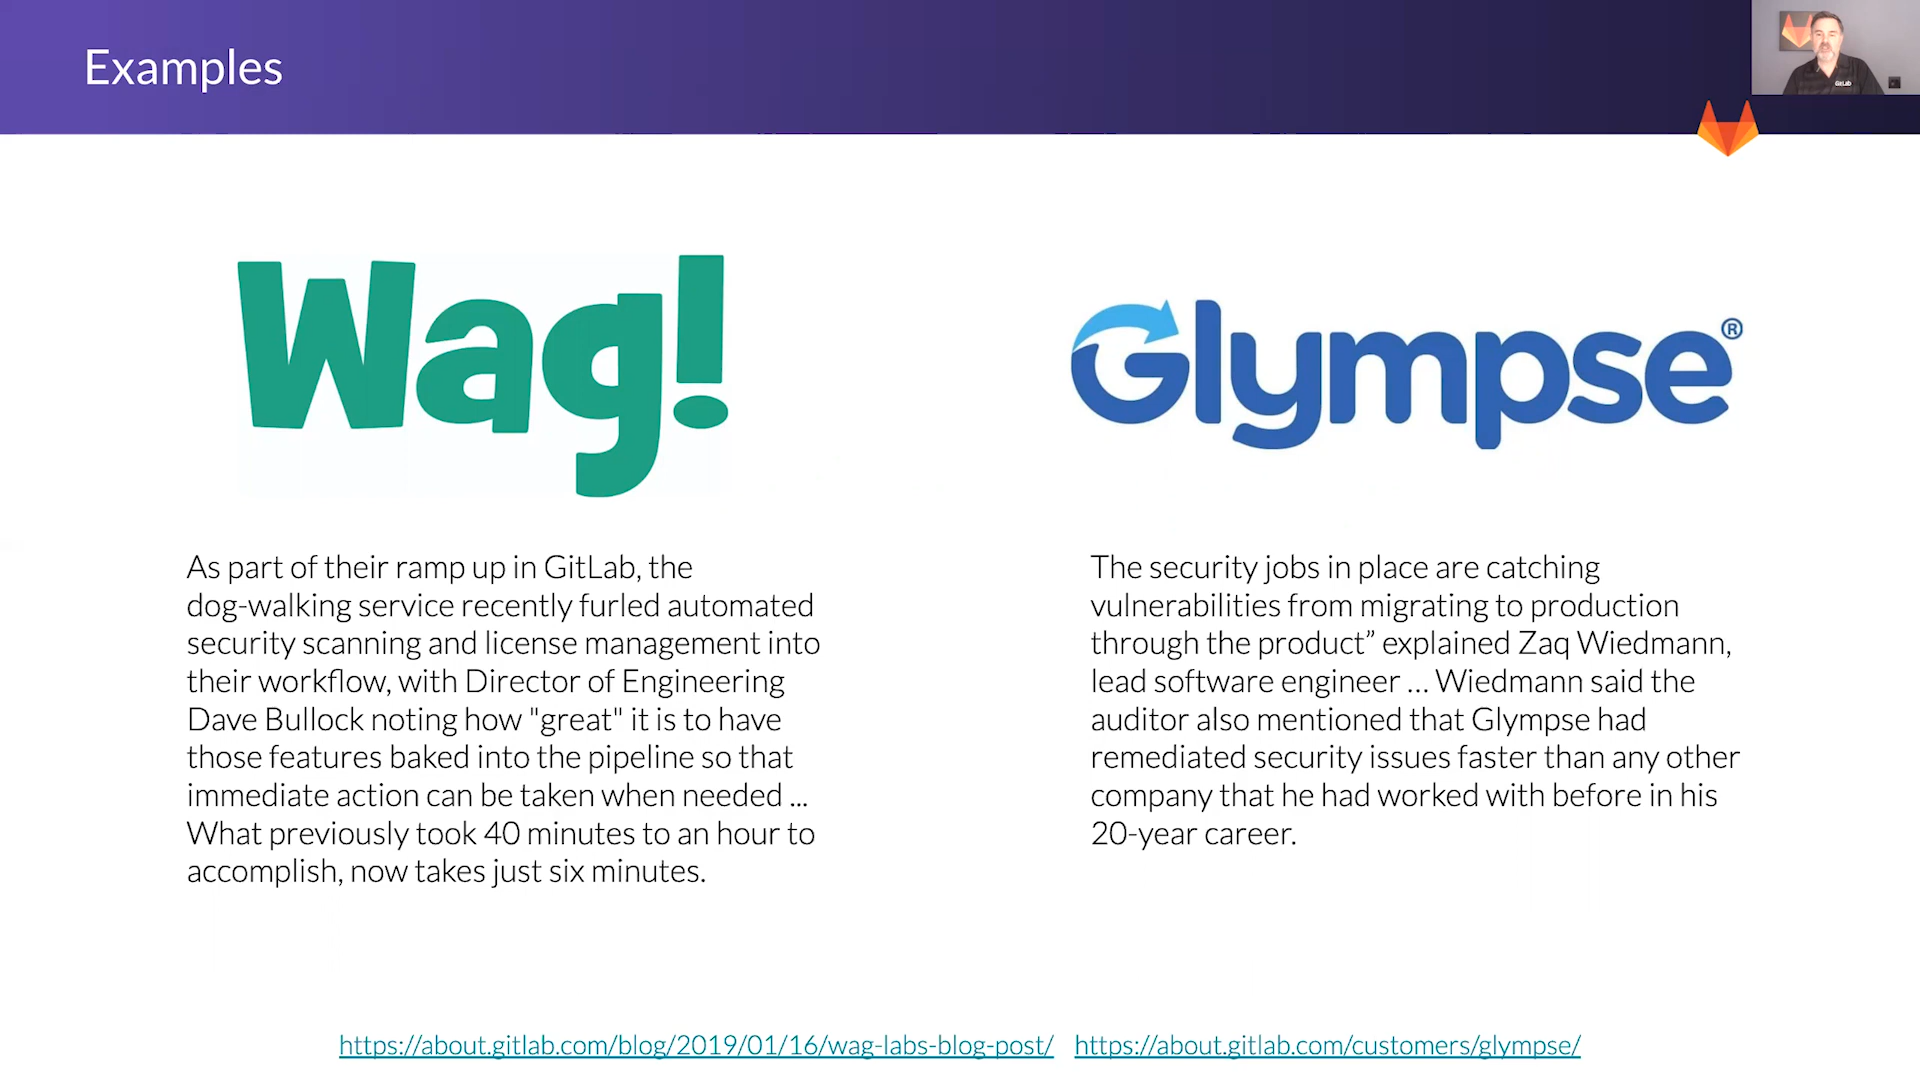 Examples
GitLab
Wag!
As part of their ramp up in GitLab, the
dog-walking service recently furled automated
security scanning and license management into
their workflow, with Director of Engineering
Dave Bullock noting how "great" it is to have
those features baked into the pipeline so that
immediate action can be taken when needed ...
What previously took 40 minutes to an hour to
accomplish, now takes just six minutes.
Glympse®
The security jobs in place are catching
vulnerabilities from migrating to production
through the product” explained Zaq Wiedmann,
lead software engineer … Wiedmann said the
auditor also mentioned that Glympse had
remediated security issues faster than any other
company that he had worked with before in his
20-year career.
https://about.gitlab.com/blog/2019/01/16/wag-labs-blog-post/
https://about.gitlab.com/customers/glympse/